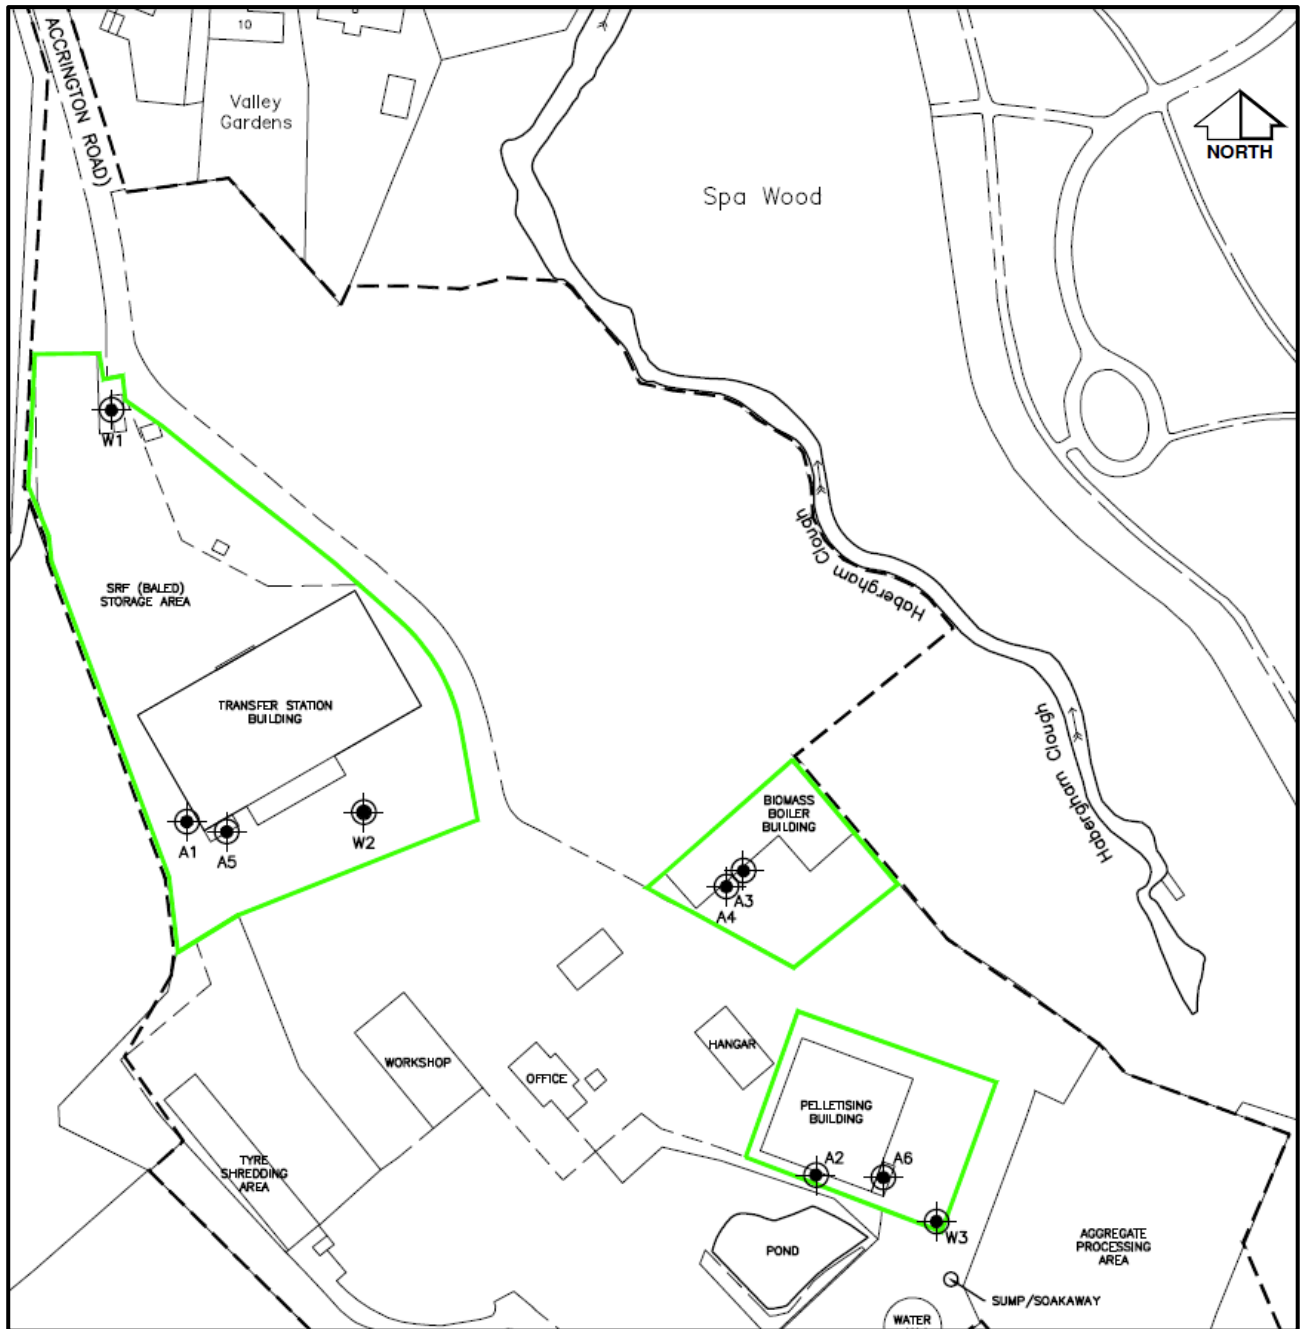 ACCRINGTON ROAD)
10
Valley
Gardens
Spa Wood
NORTH
W1
Habergham Clough
SRF (BALED)
STORAGE AREA
TRANSFER STATION
BUILDING
Habergham Clough
BIOMASS
BOILER
BUILDING
A1
A5
W2
A3
A4
WORKSHOP
OFFICE
HANGAR
PELLETISING
BUILDING
TYRE
SHREDDING
AREA
A2
A6
W3
POND
AGGREGATE
PROCESSING
AREA
SUMP/SOAKAWAY
WATER